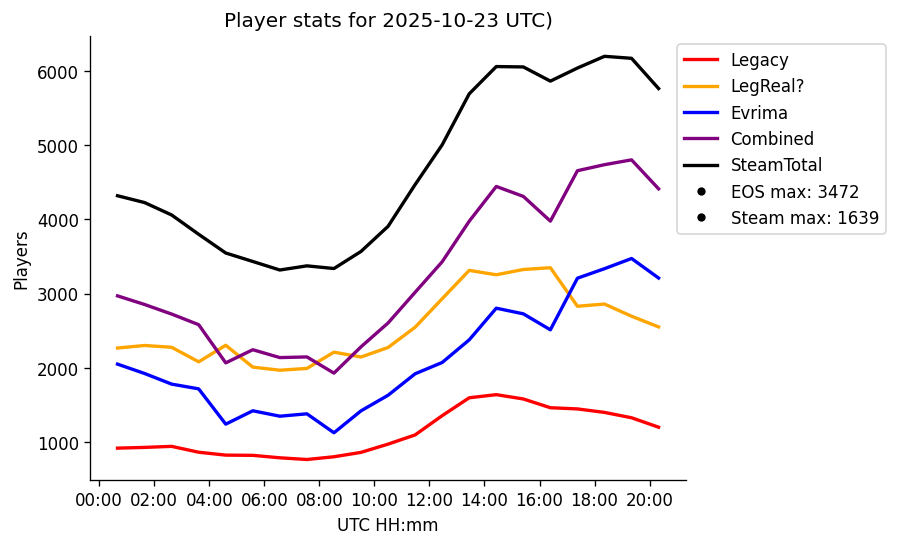 Player stats for 2025-10-23 UTC)
Players
6000
5000
4000
3000
2000
1000
00:00 02:00 04:00 06:00 08:00 10:00 12:00 14:00 16:00 18:00 20:00
UTC HH:mm
Legacy
LegReal?
Evrima
Combined
SteamTotal
EOS max: 3472
Steam max: 1639